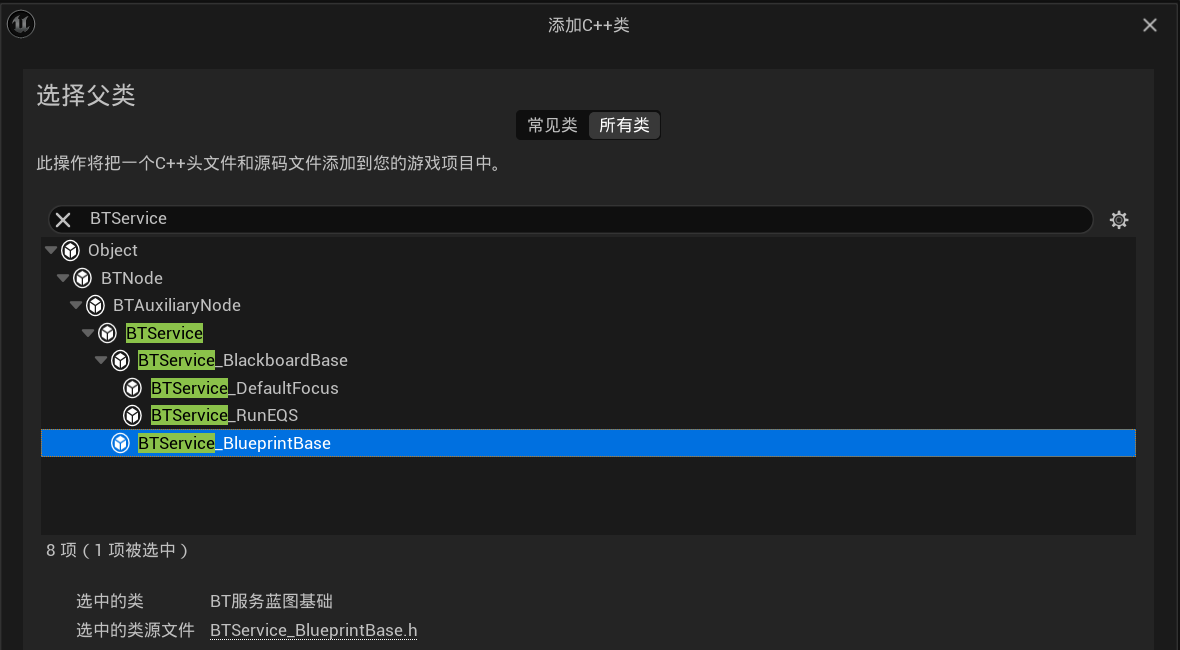 添加C++类
选择父类
常见类 所有类
此操作将把一个C++头文件和源码文件添加到您的游戏项目中。
BTService
Object
BTNode
BTAuxiliaryNode
BTService
BTService_BlackboardBase
BTService_DefaultFocus
BTService_RunEQS
BTService_BlueprintBase
8 项（1 项被选中）
选中的类 BT服务蓝图基础
选中的类源文件 BTService_BlueprintBase.h